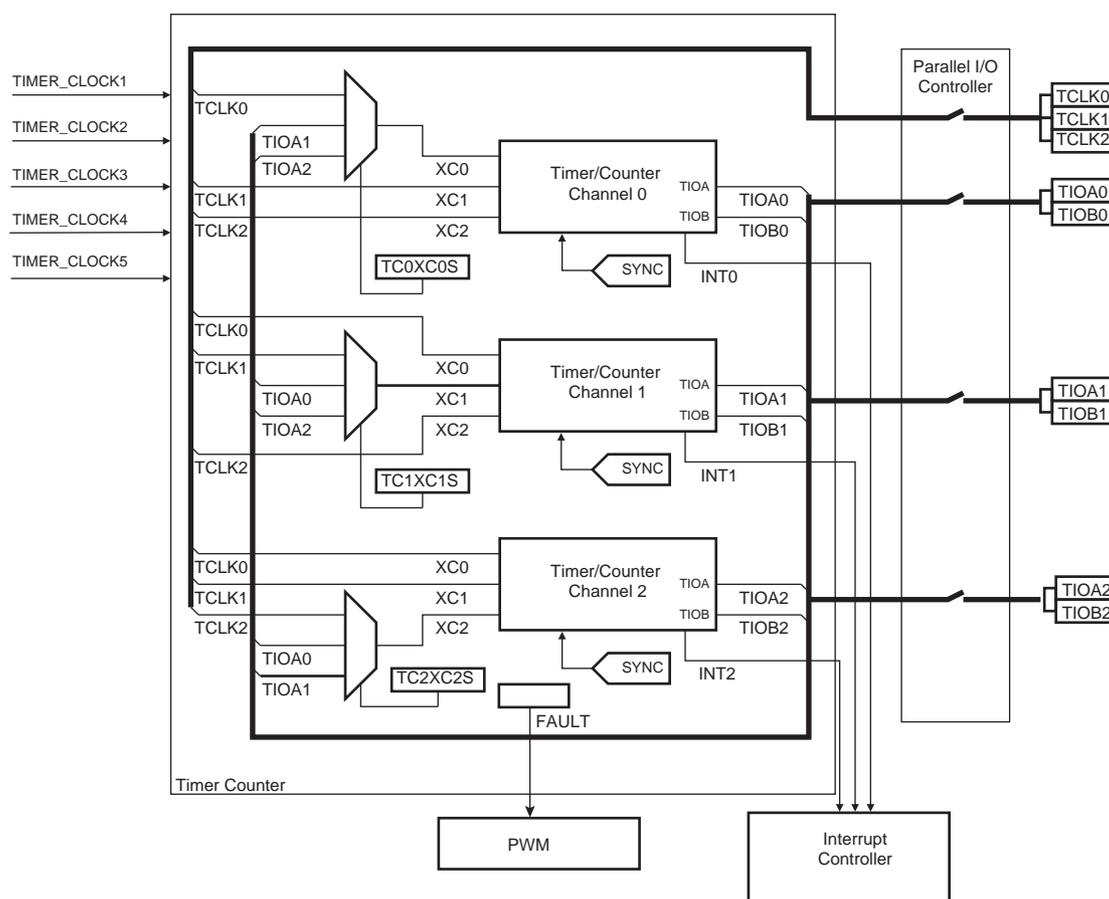 TIMER_CLOCK1
TIMER_CLOCK2
TIMER_CLOCK3
TIMER_CLOCK4
TIMER_CLOCK5
TCLK0
TIOA1
TIOA2
TCLK1
TCLK2
XC0
XC1
XC2
TC0XC0S
Timer/Counter
Channel 0
TIOA
TIOB
TIOA0
TIOB0
SYNC
INT0
TCLK0
TCLK1
TIOA0
TIOA2
TCLK2
XC0
XC1
XC2
TC1XC1S
Timer/Counter
Channel 1
TIOA
TIOB
TIOA1
TIOB1
SYNC
INT1
TCLK0
TCLK1
TCLK2
TIOA0
TIOA1
XC0
XC1
XC2
TC2XC2S
Timer/Counter
Channel 2
TIOA
TIOB
TIOA2
TIOB2
SYNC
INT2
FAULT
Timer Counter
PWM
Interrupt
Controller
Parallel I/O
Controller
TCLK0
TCLK1
TCLK2
TIOA0
TIOB0
TIOA1
TIOB1
TIOA2
TIOB2